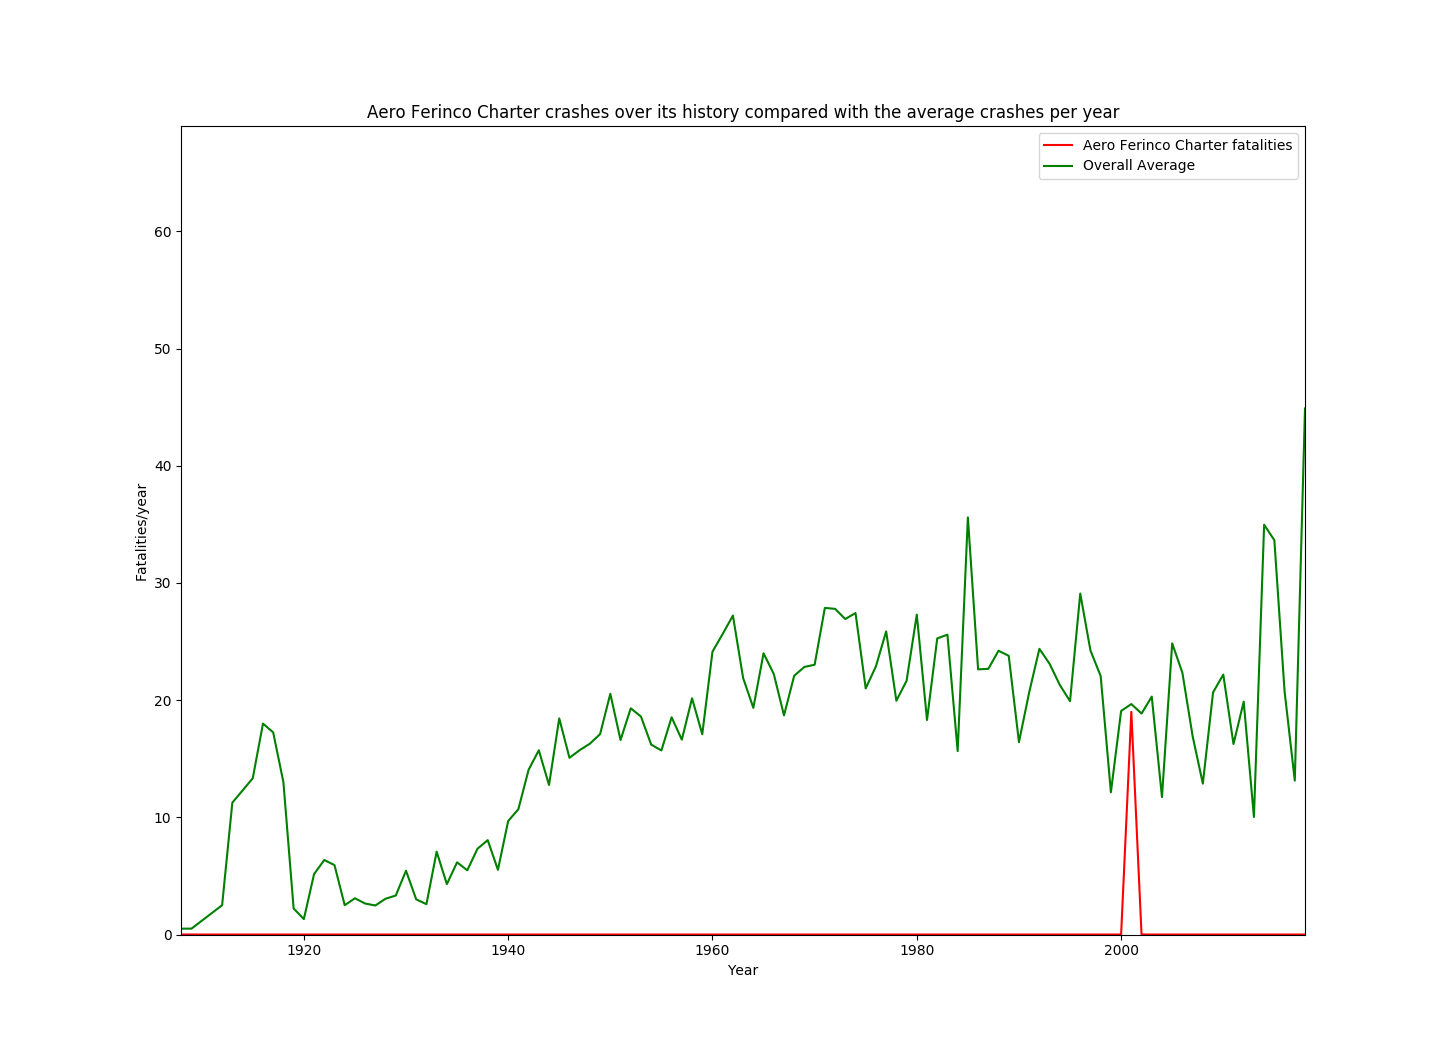 Aero Ferinco Charter crashes over its history compared with the average crashes per year
Aero Ferinco Charter fatalities
Overall Average
60
50
40
30
20
10
0
Fatalities/year
1920 1940 1960 1980 2000
Year